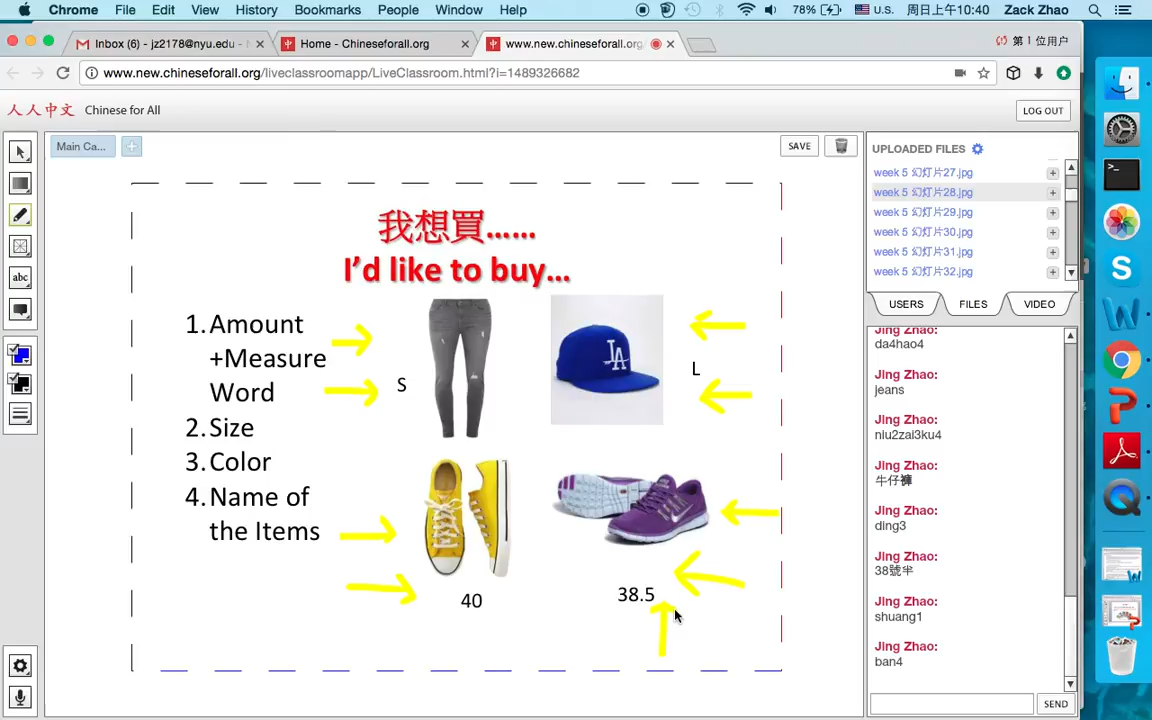 Chrome File Edit View History Bookmarks People Window Help 78% U.S. 周日上午10:40 Zack Zhao
Inbox (6) - jz2178@nyu.edu -
Home - Chineseforall.org
www.new.chineseforall.org
第 1 位用户
www.new.chineseforall.org/liveclassroomapp/LiveClassroom.html?i=1489326682
人人中文 Chinese for All
LOG OUT
Main Ca...
SAVE
abc
我想買……
I'd like to buy…
1. Amount
+Measure
Word
2. Size
3. Color
4. Name of
the Items
S
LA
L
40
38.5
UPLOADED FILES
week 5 幻灯片27.jpg
week 5 幻灯片28.jpg
week 5 幻灯片29.jpg
week 5 幻灯片30.jpg
week 5 幻灯片31.jpg
week 5 幻灯片32.jpg
USERS FILES VIDEO
Jing Zhao:
da4hao4
Jing Zhao:
jeans
Jing Zhao:
niu2zai3ku4
Jing Zhao:
牛仔褲
Jing Zhao:
ding3
Jing Zhao:
38號半
Jing Zhao:
shuang1
Jing Zhao:
ban4
SEND